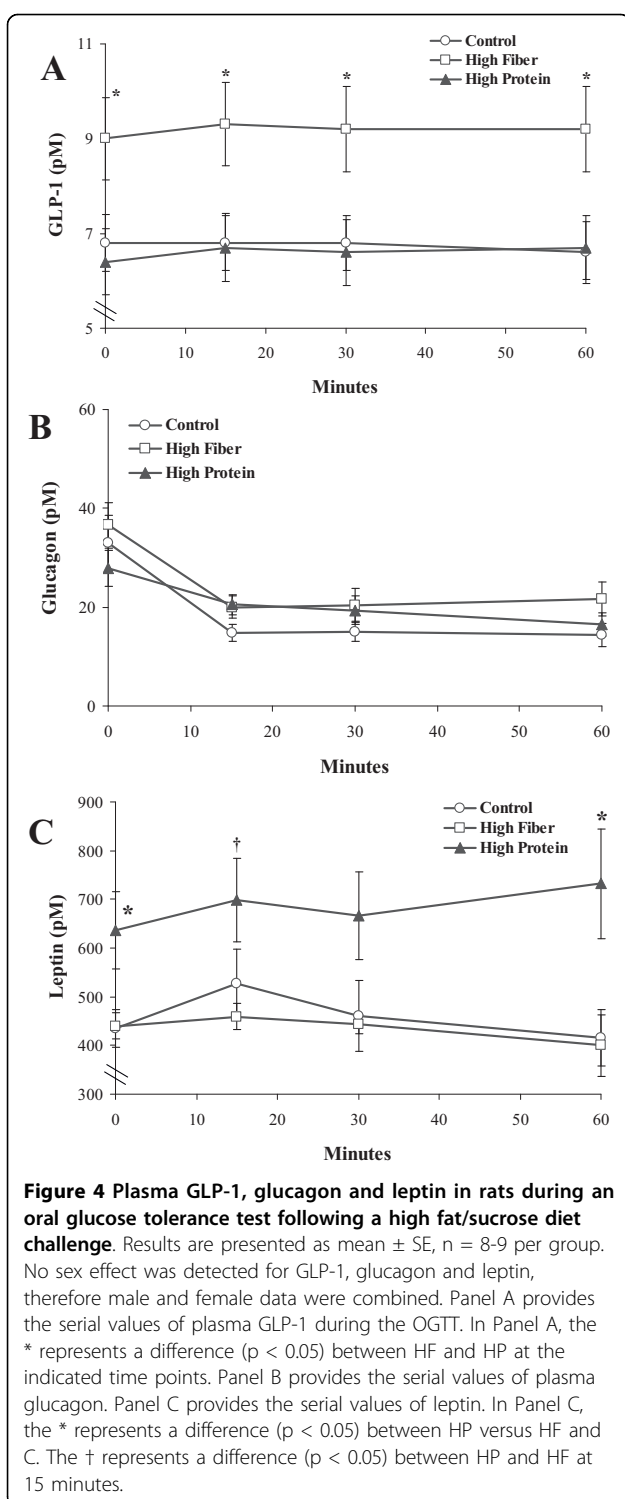 A
11
Control
High Fiber
High Protein
*
*
*
*
9
GLP-1 (pM)
7
5
0 10 20 30 40 50 60
Minutes
B
60
Control
High Fiber
High Protein
40
Glucagon (pM)
20
0
0 10 20 30 40 50 60
Minutes
C
900
Control
High Fiber
High Protein
800
†
*
700
*
Leptin (pM)
600
500
400
300
0 10 20 30 40 50 60
Minutes
Figure 4 Plasma GLP-1, glucagon and leptin in rats during an
oral glucose tolerance test following a high fat/sucrose diet
challenge. Results are presented as mean ± SE, n = 8-9 per group.
No sex effect was detected for GLP-1, glucagon and leptin,
therefore male and female data were combined. Panel A provides
the serial values of plasma GLP-1 during the OGTT. In Panel A, the
* represents a difference (p < 0.05) between HF and HP at the
indicated time points. Panel B provides the serial values of plasma
glucagon. Panel C provides the serial values of leptin. In Panel C,
the * represents a difference (p < 0.05) between HP versus HF and
C. The † represents a difference (p < 0.05) between HP and HF at
15 minutes.